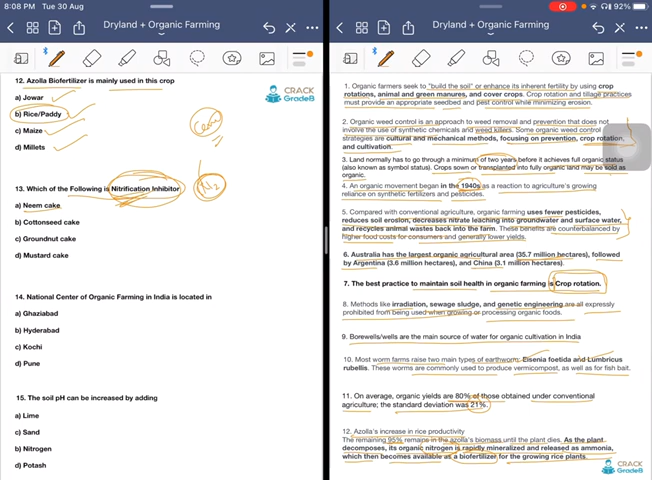 8:08 PM Tue 30 Aug
92%
Dryland + Organic Farming
Dryland + Organic Farming
12. Azolla Biofertilizer is mainly used in this crop
a) Jowar
b) Rice/Paddy
c) Maize
d) Millets
CRACK
GradeB
13. Which of the Following is Nitrification Inhibitor
N2
a) Neem cake
b) Cottonseed cake
c) Groundnut cake
d) Mustard cake
14. National Center of Organic Farming in India is located in
a) Ghaziabad
b) Hyderabad
c) Kochi
d) Pune
15. The soil pH can be increased by adding
a) Lime
c) Sand
b) Nitrogen
d) Potash
1. Organic farmers seek to "build the soil" or enhance its inherent fertility by using crop
rotations, animal and green manures, and cover crops. Crop rotation and tillage practices
must provide an appropriate seedbed and pest control while minimizing erosion.
2. Organic weed control is an approach to weed removal and prevention that does not
involve the use of synthetic chemicals and weed killers. Some organic weed control
strategies are cultural and mechanical methods, focusing on prevention, crop rotation,
and cultivation.
3. Land normally has to go through a minimum of two years before it achieves full organic status
(also known as symbol status). Crops sown or transplanted into fully organic land may be sold as
organic.
4. An organic movement began in the 1940s as a reaction to agriculture's growing
reliance on synthetic fertilizers and pesticides.
5. Compared with conventional agriculture, organic farming uses fewer pesticides,
reduces soil erosion, decreases nitrate leaching into groundwater and surface water,
and recycles animal wastes back into the farm. These benefits are counterbalanced by
higher food costs for consumers and generally lower yields.
6. Australia has the largest organic agricultural area (35.7 million hectares), followed
by Argentina (3.6 million hectares), and China (3.1 million hectares).
7. The best practice to maintain soil health in organic farming is Crop rotation.
8. Methods like irradiation, sewage sludge, and genetic engineering are all expressly
prohibited from being used when growing or processing organic foods.
9. Borewells/wells are the main source of water for organic cultivation in India
10. Most worm farms raise two main types of earthworm: Eisenia foetida and Lumbricus
rubellis. These worms are commonly used to produce vermicompost, as well as for fish bait.
11. On average, organic yields are 80% of those obtained under conventional
agriculture; the standard deviation was 21%.
12. Azolla's increase in rice productivity
The remaining 95% remains in the azolla's biomass until the plant dies. As the plant
decomposes, its organic nitrogen is rapidly mineralized and released as ammonia,
which then becomes available as a biofertilizer for the growing rice plants.
CRACK
GradeB